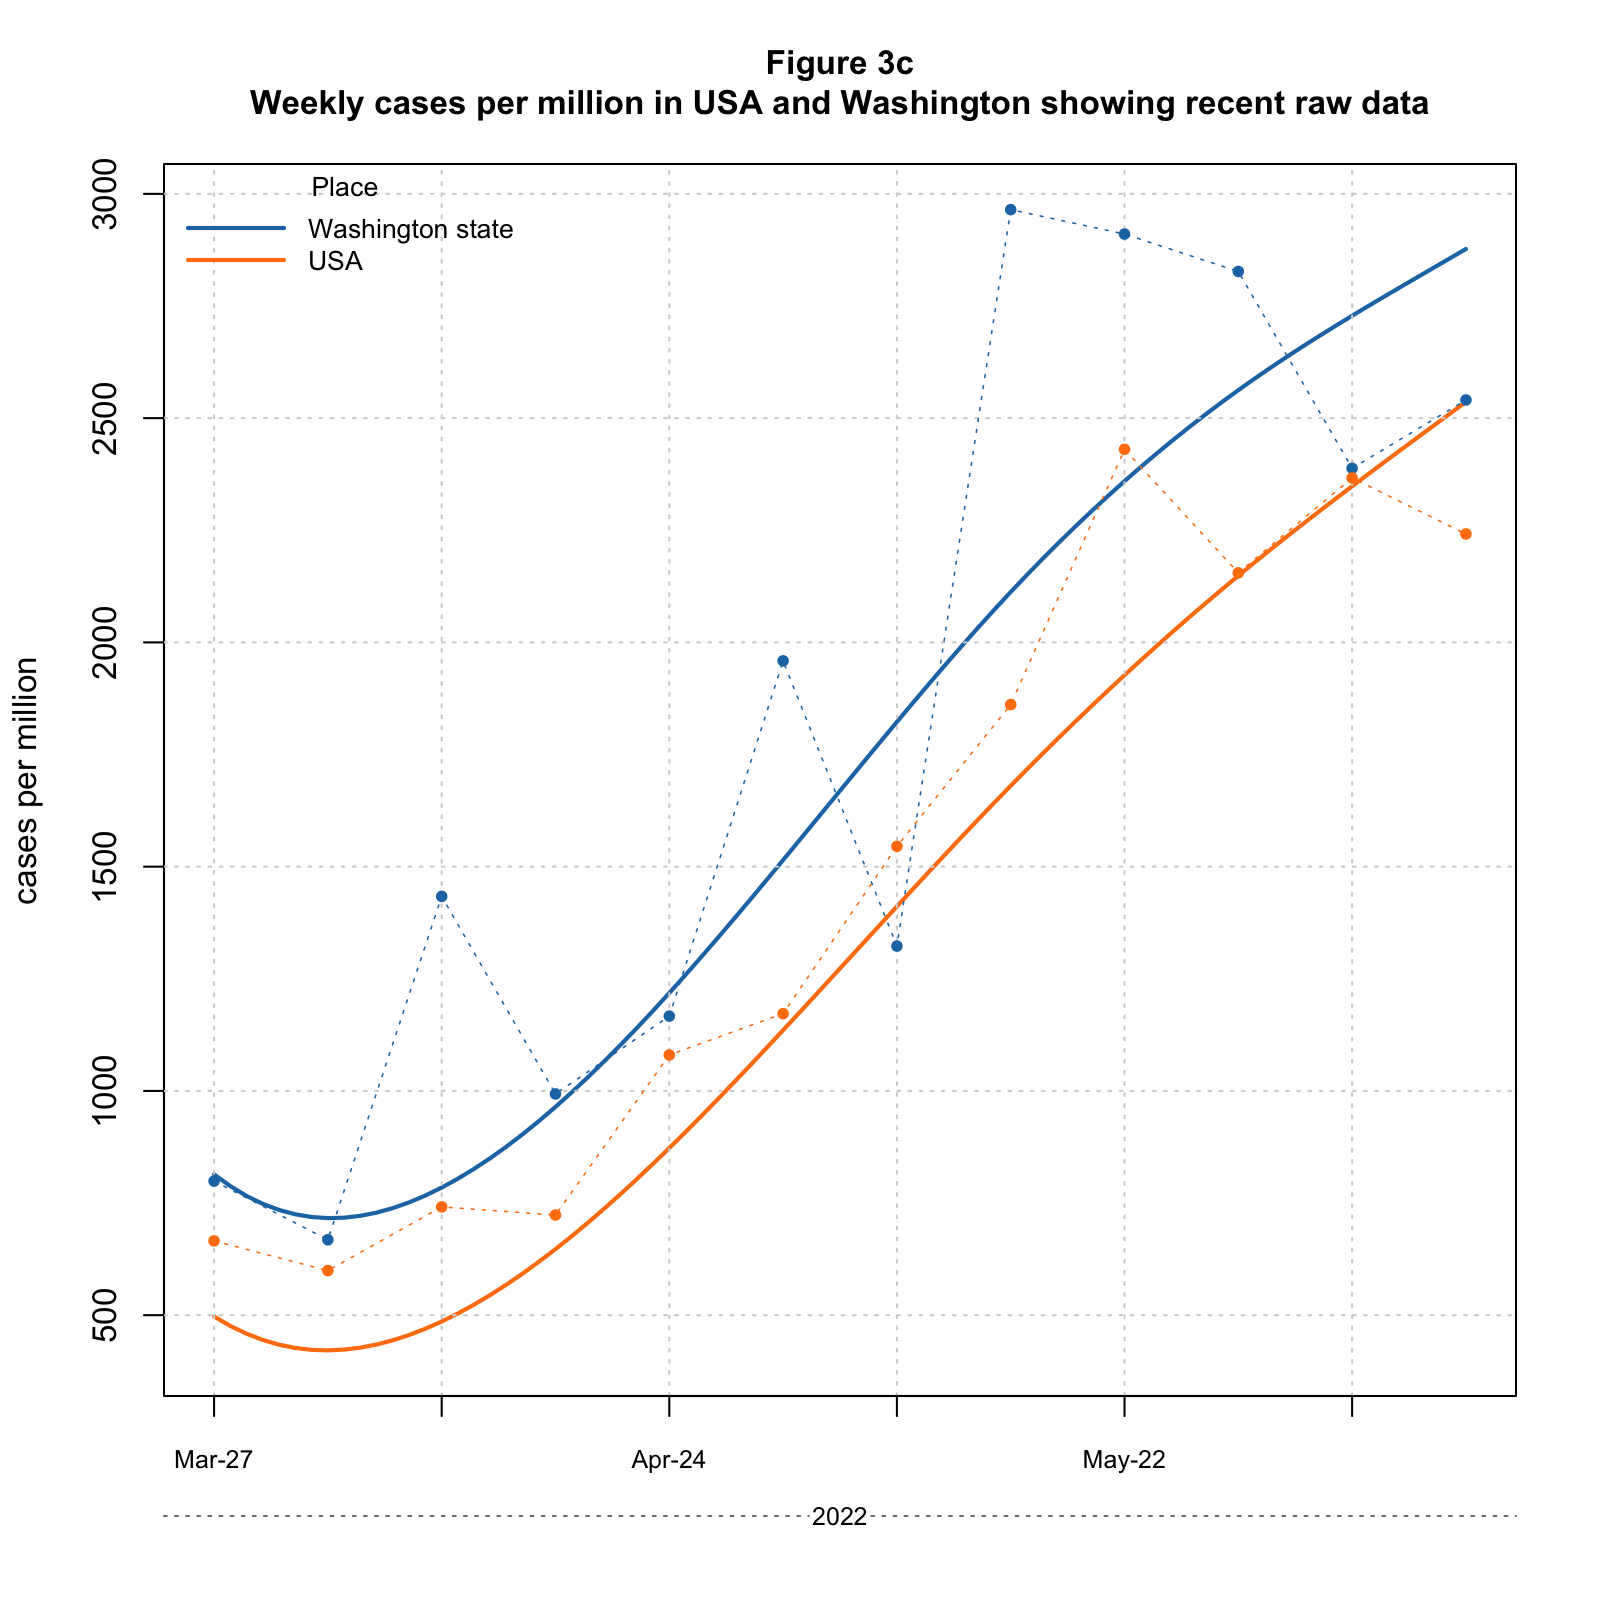 Figure 3c
Weekly cases per million in USA and Washington showing recent raw data
Place
Washington state
USA
cases per million
3000
2500
2000
1500
1000
500
Mar-27
Apr-24
May-22
2022